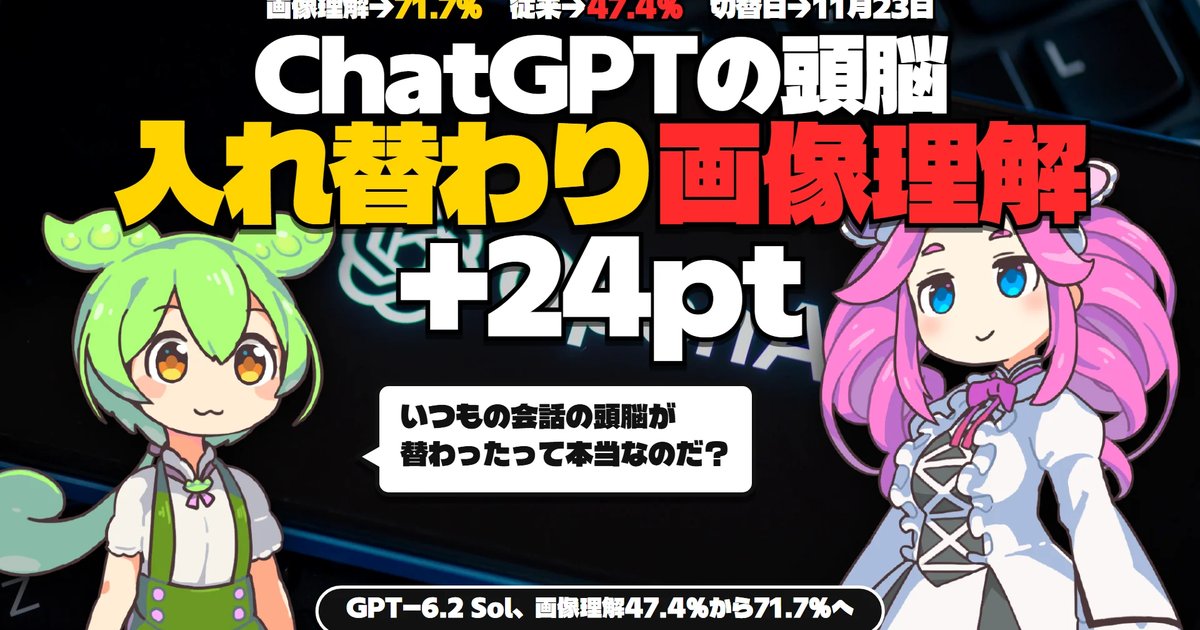 画像理解→71.7% 従来→47.4% 切替日→11月23日
ChatGPTの頭脳
入れ替わり画像理解
+24pt
いつもの会話の頭脳が
替わったって本当なのだ？
GPT-6.2 Sol、画像理解47.4%から71.7%へ
L
Z